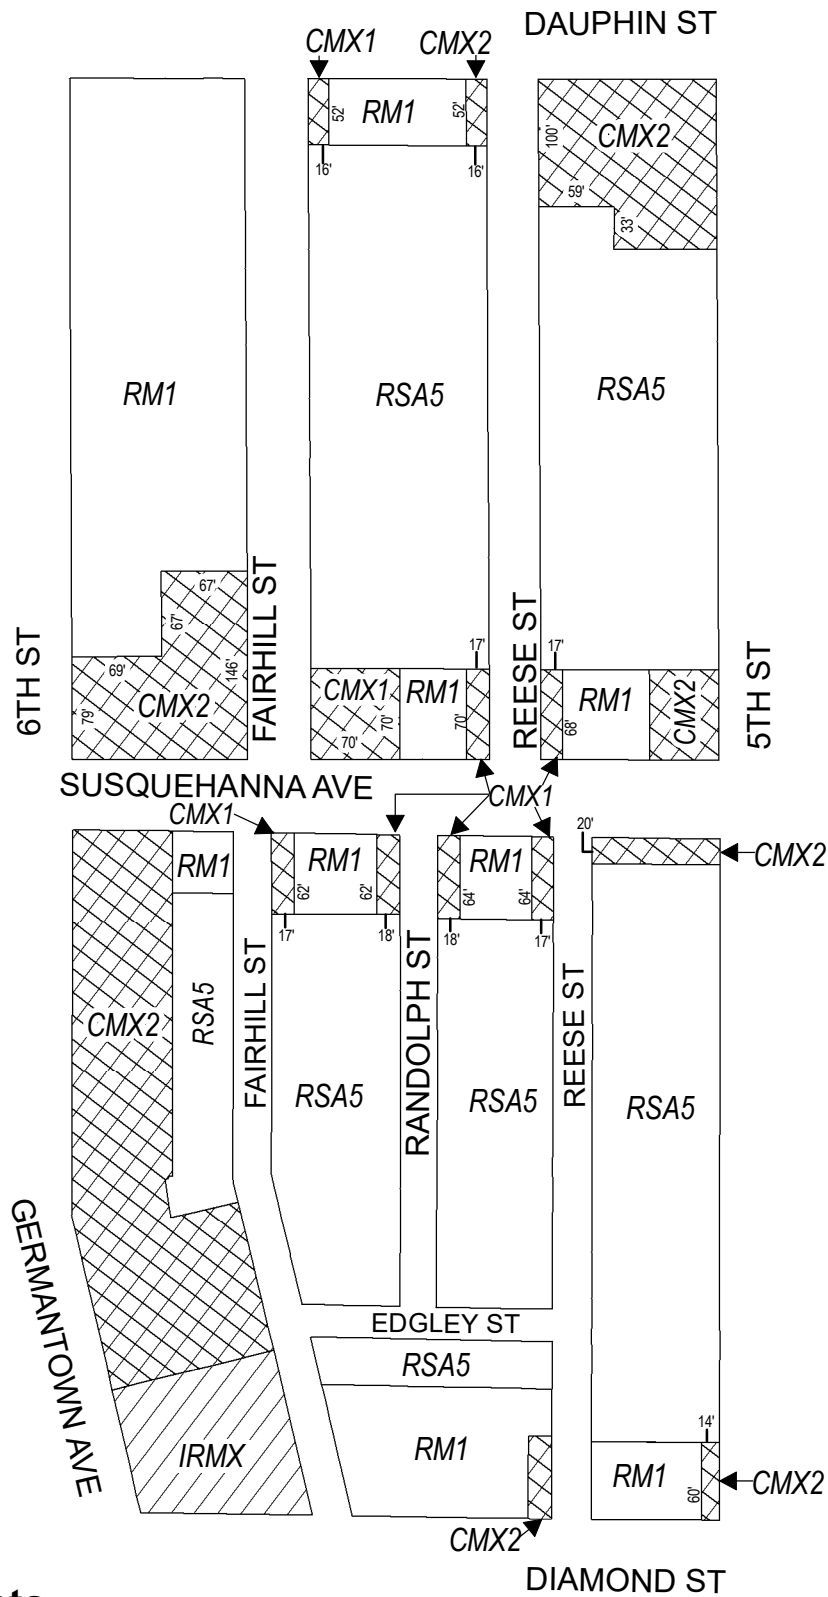 DAUPHIN ST
CMX1
CMX2
52'
RM1
52'
16'
16'
100'
CMX2
59'
33'
RM1
RSA5
RSA5
67'
67'
69'
146'
79'
CMX2
6TH ST
FAIRHILL ST
17'
CMX1
RM1
70'
70'
70'
REESE ST
17'
68'
RM1
CMX2
5TH ST
SUSQUEHANNA AVE
CMX1
CMX1
20'
CMX2
RM1
RM1
62'
62'
17'
18'
RM1
64'
64'
18'
17'
CMX2
RSA5
FAIRHILL ST
RSA5
RANDOLPH ST
RSA5
REESE ST
RSA5
GERMANTOWN AVE
EDGLEY ST
RSA5
IRMX
RM1
CMX2
14'
RM1
60'
CMX2
DIAMOND ST